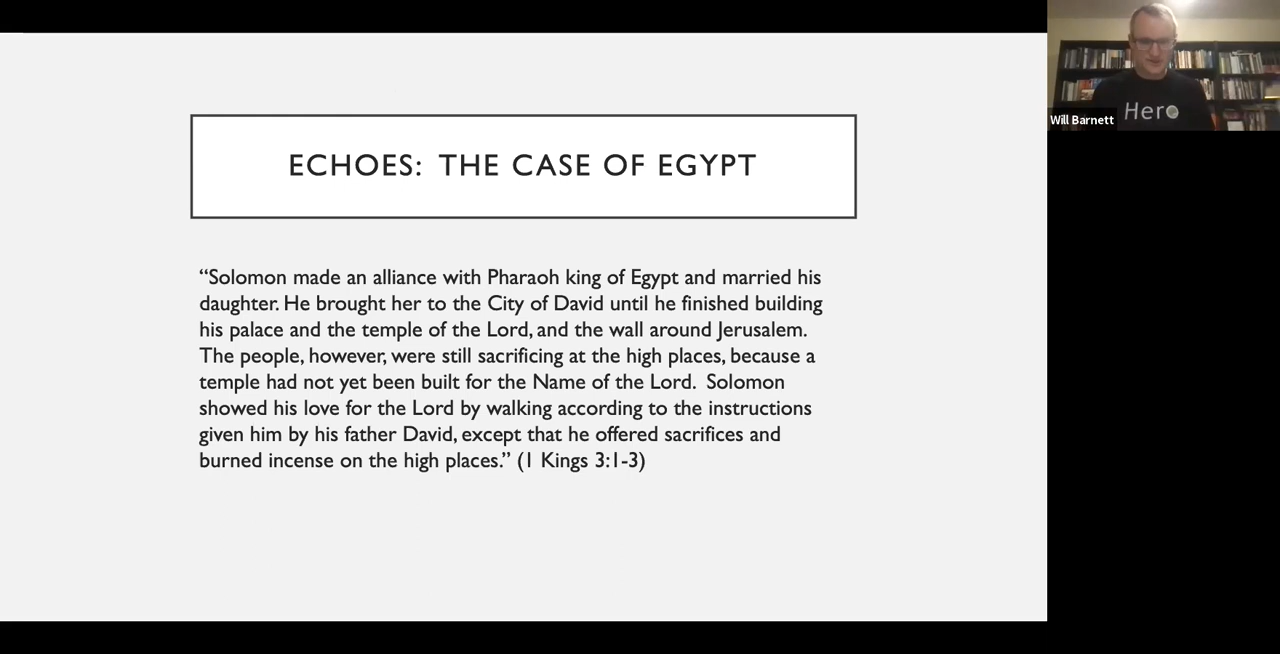 ECHOES: THE CASE OF EGYPT
“Solomon made an alliance with Pharaoh king of Egypt and married his
daughter. He brought her to the City of David until he finished building
his palace and the temple of the Lord, and the wall around Jerusalem.
The people, however, were still sacrificing at the high places, because a
temple had not yet been built for the Name of the Lord.  Solomon
showed his love for the Lord by walking according to the instructions
given him by his father David, except that he offered sacrifices and
burned incense on the high places.” (1 Kings 3:1-3)
Hero
Will Barnett